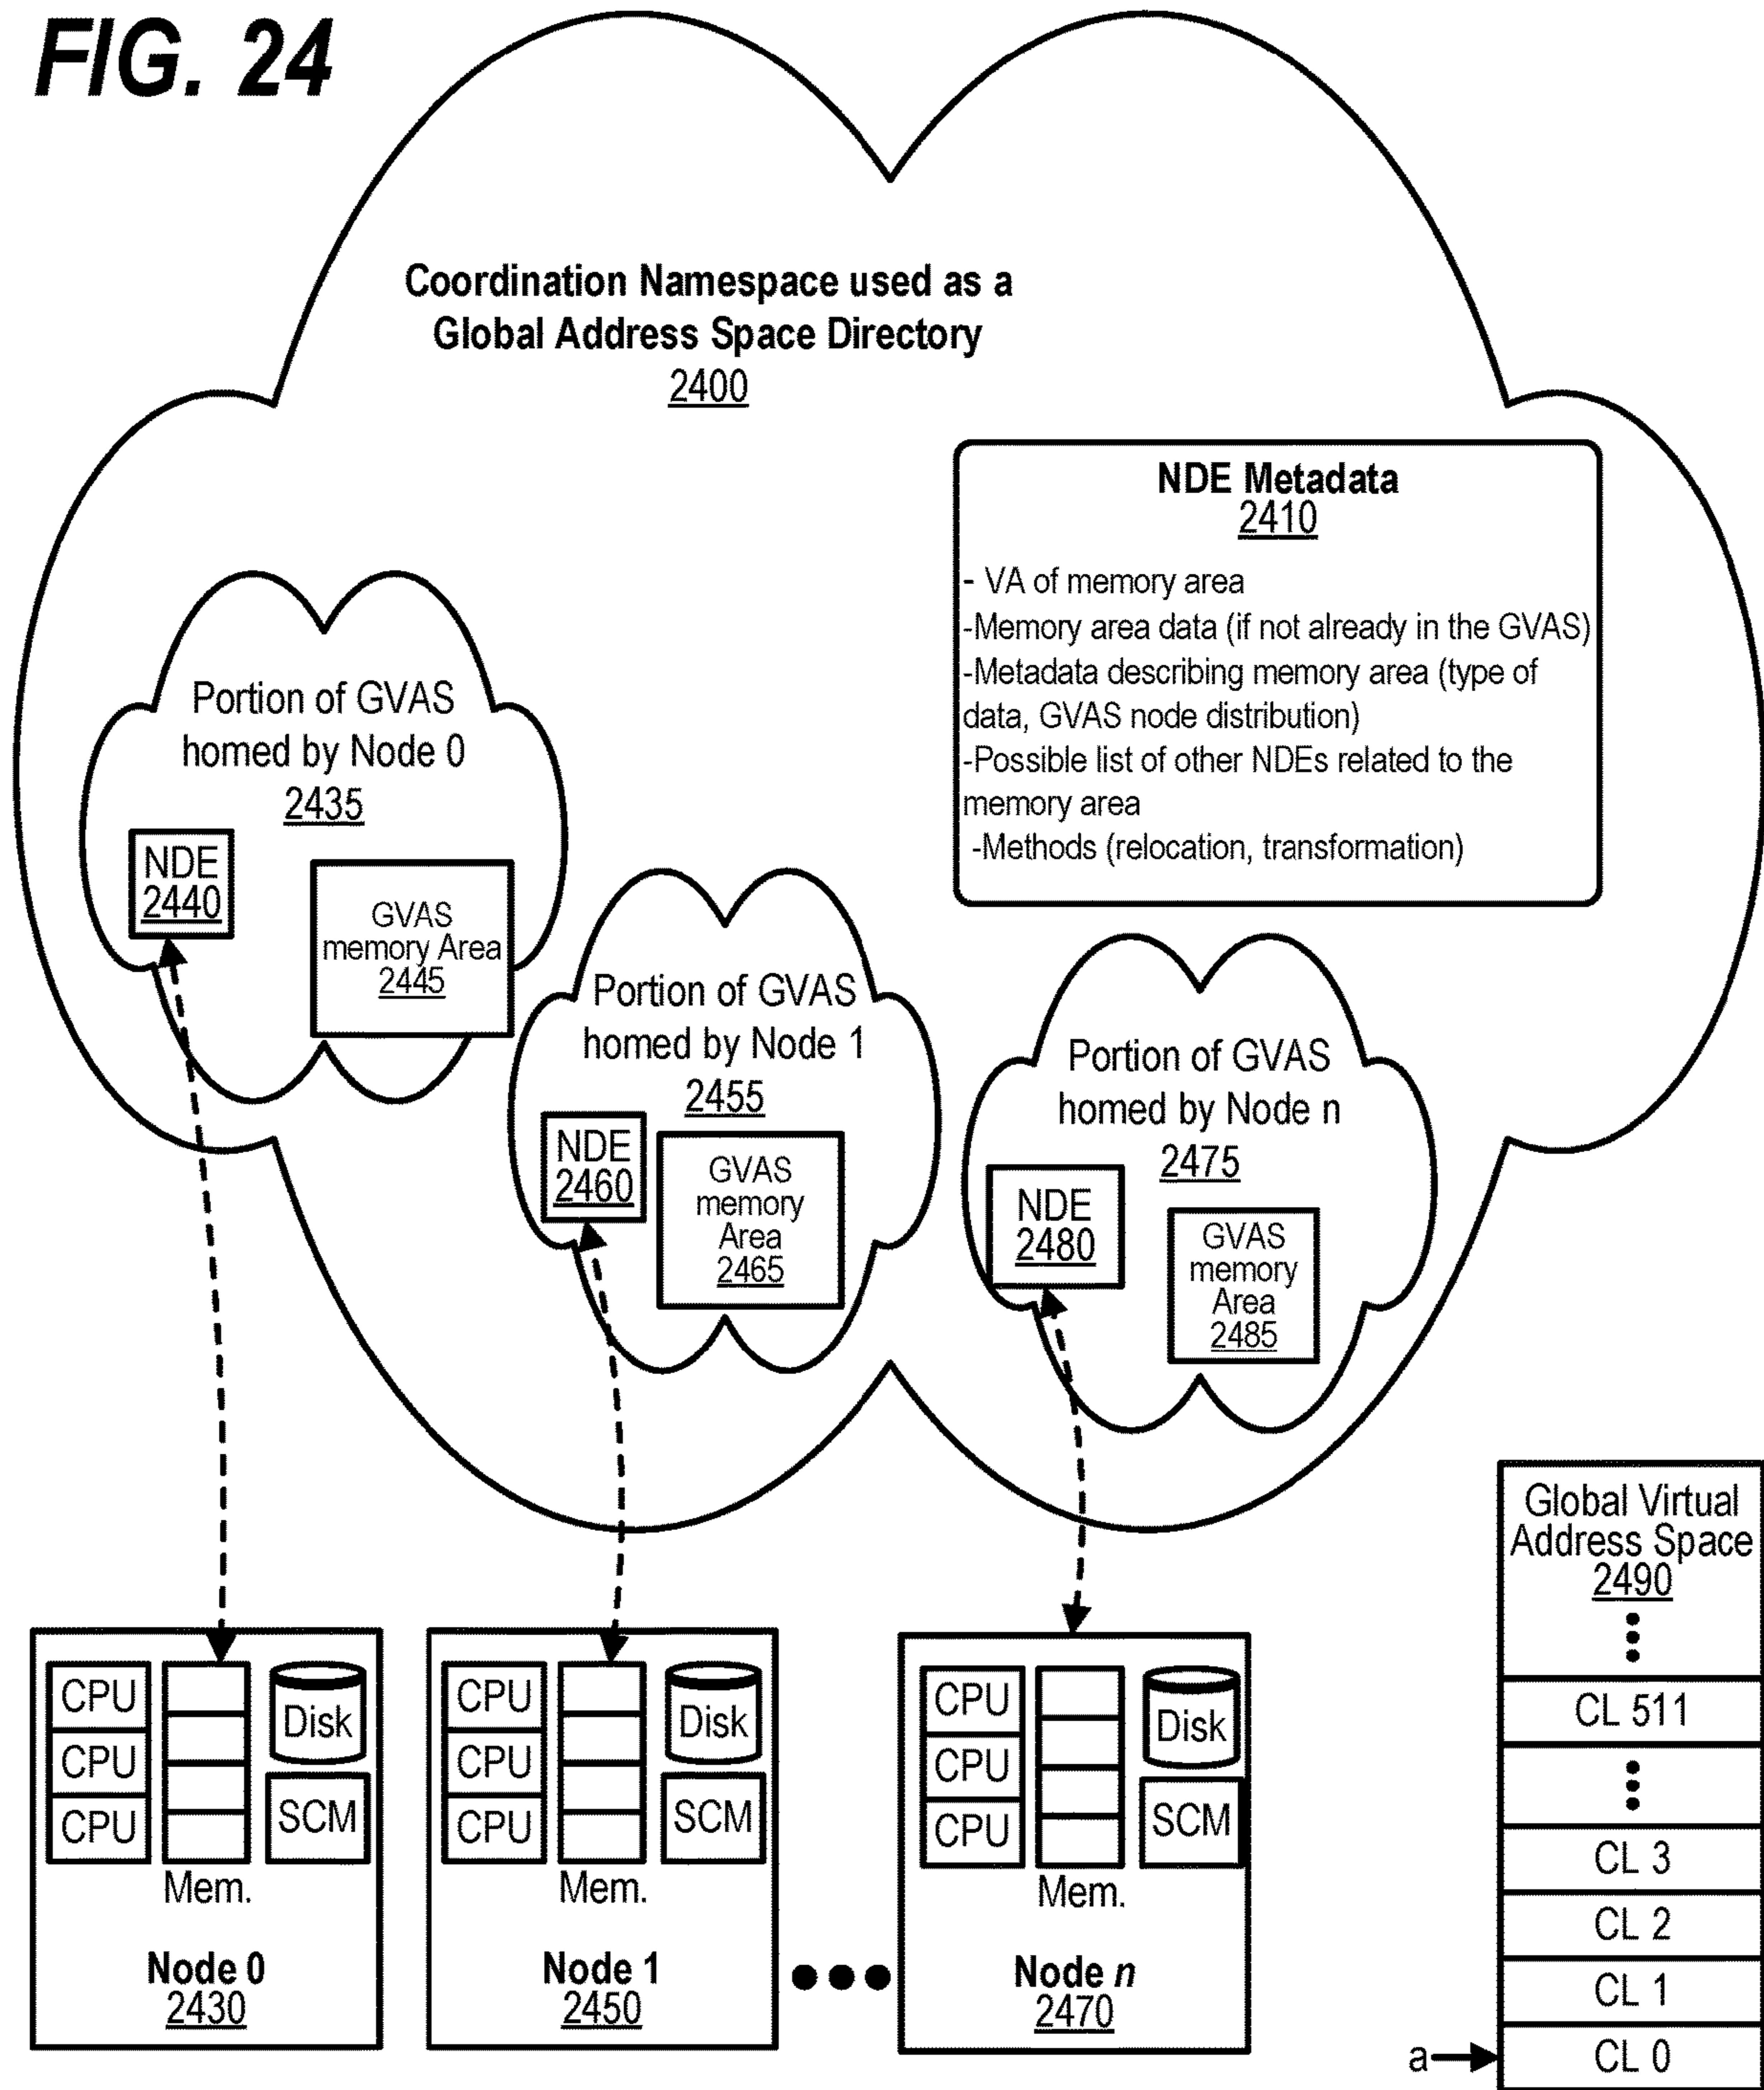 FIG. 24
Coordination Namespace used as a
Global Address Space Directory
2400
NDE Metadata
2410
- VA of memory area
-Memory area data (if not already in the GVAS)
-Metadata describing memory area (type of
data, GVAS node distribution)
-Possible list of other NDEs related to the
memory area
-Methods (relocation, transformation)
Portion of GVAS
homed by Node 0
2435
NDE
2440
GVAS
memory Area
2445
Portion of GVAS
homed by Node 1
2455
NDE
2460
GVAS
memory
Area
2465
Portion of GVAS
homed by Node n
2475
NDE
2480
GVAS
memory
Area
2485
CPU
CPU
CPU
Mem.
Disk
SCM
Node 0
2430
CPU
CPU
CPU
Mem.
Disk
SCM
Node 1
2450
CPU
CPU
CPU
Mem.
Disk
SCM
Node n
2470
Global Virtual
Address Space
2490
CL 511
CL 3
CL 2
CL 1
a
CL 0